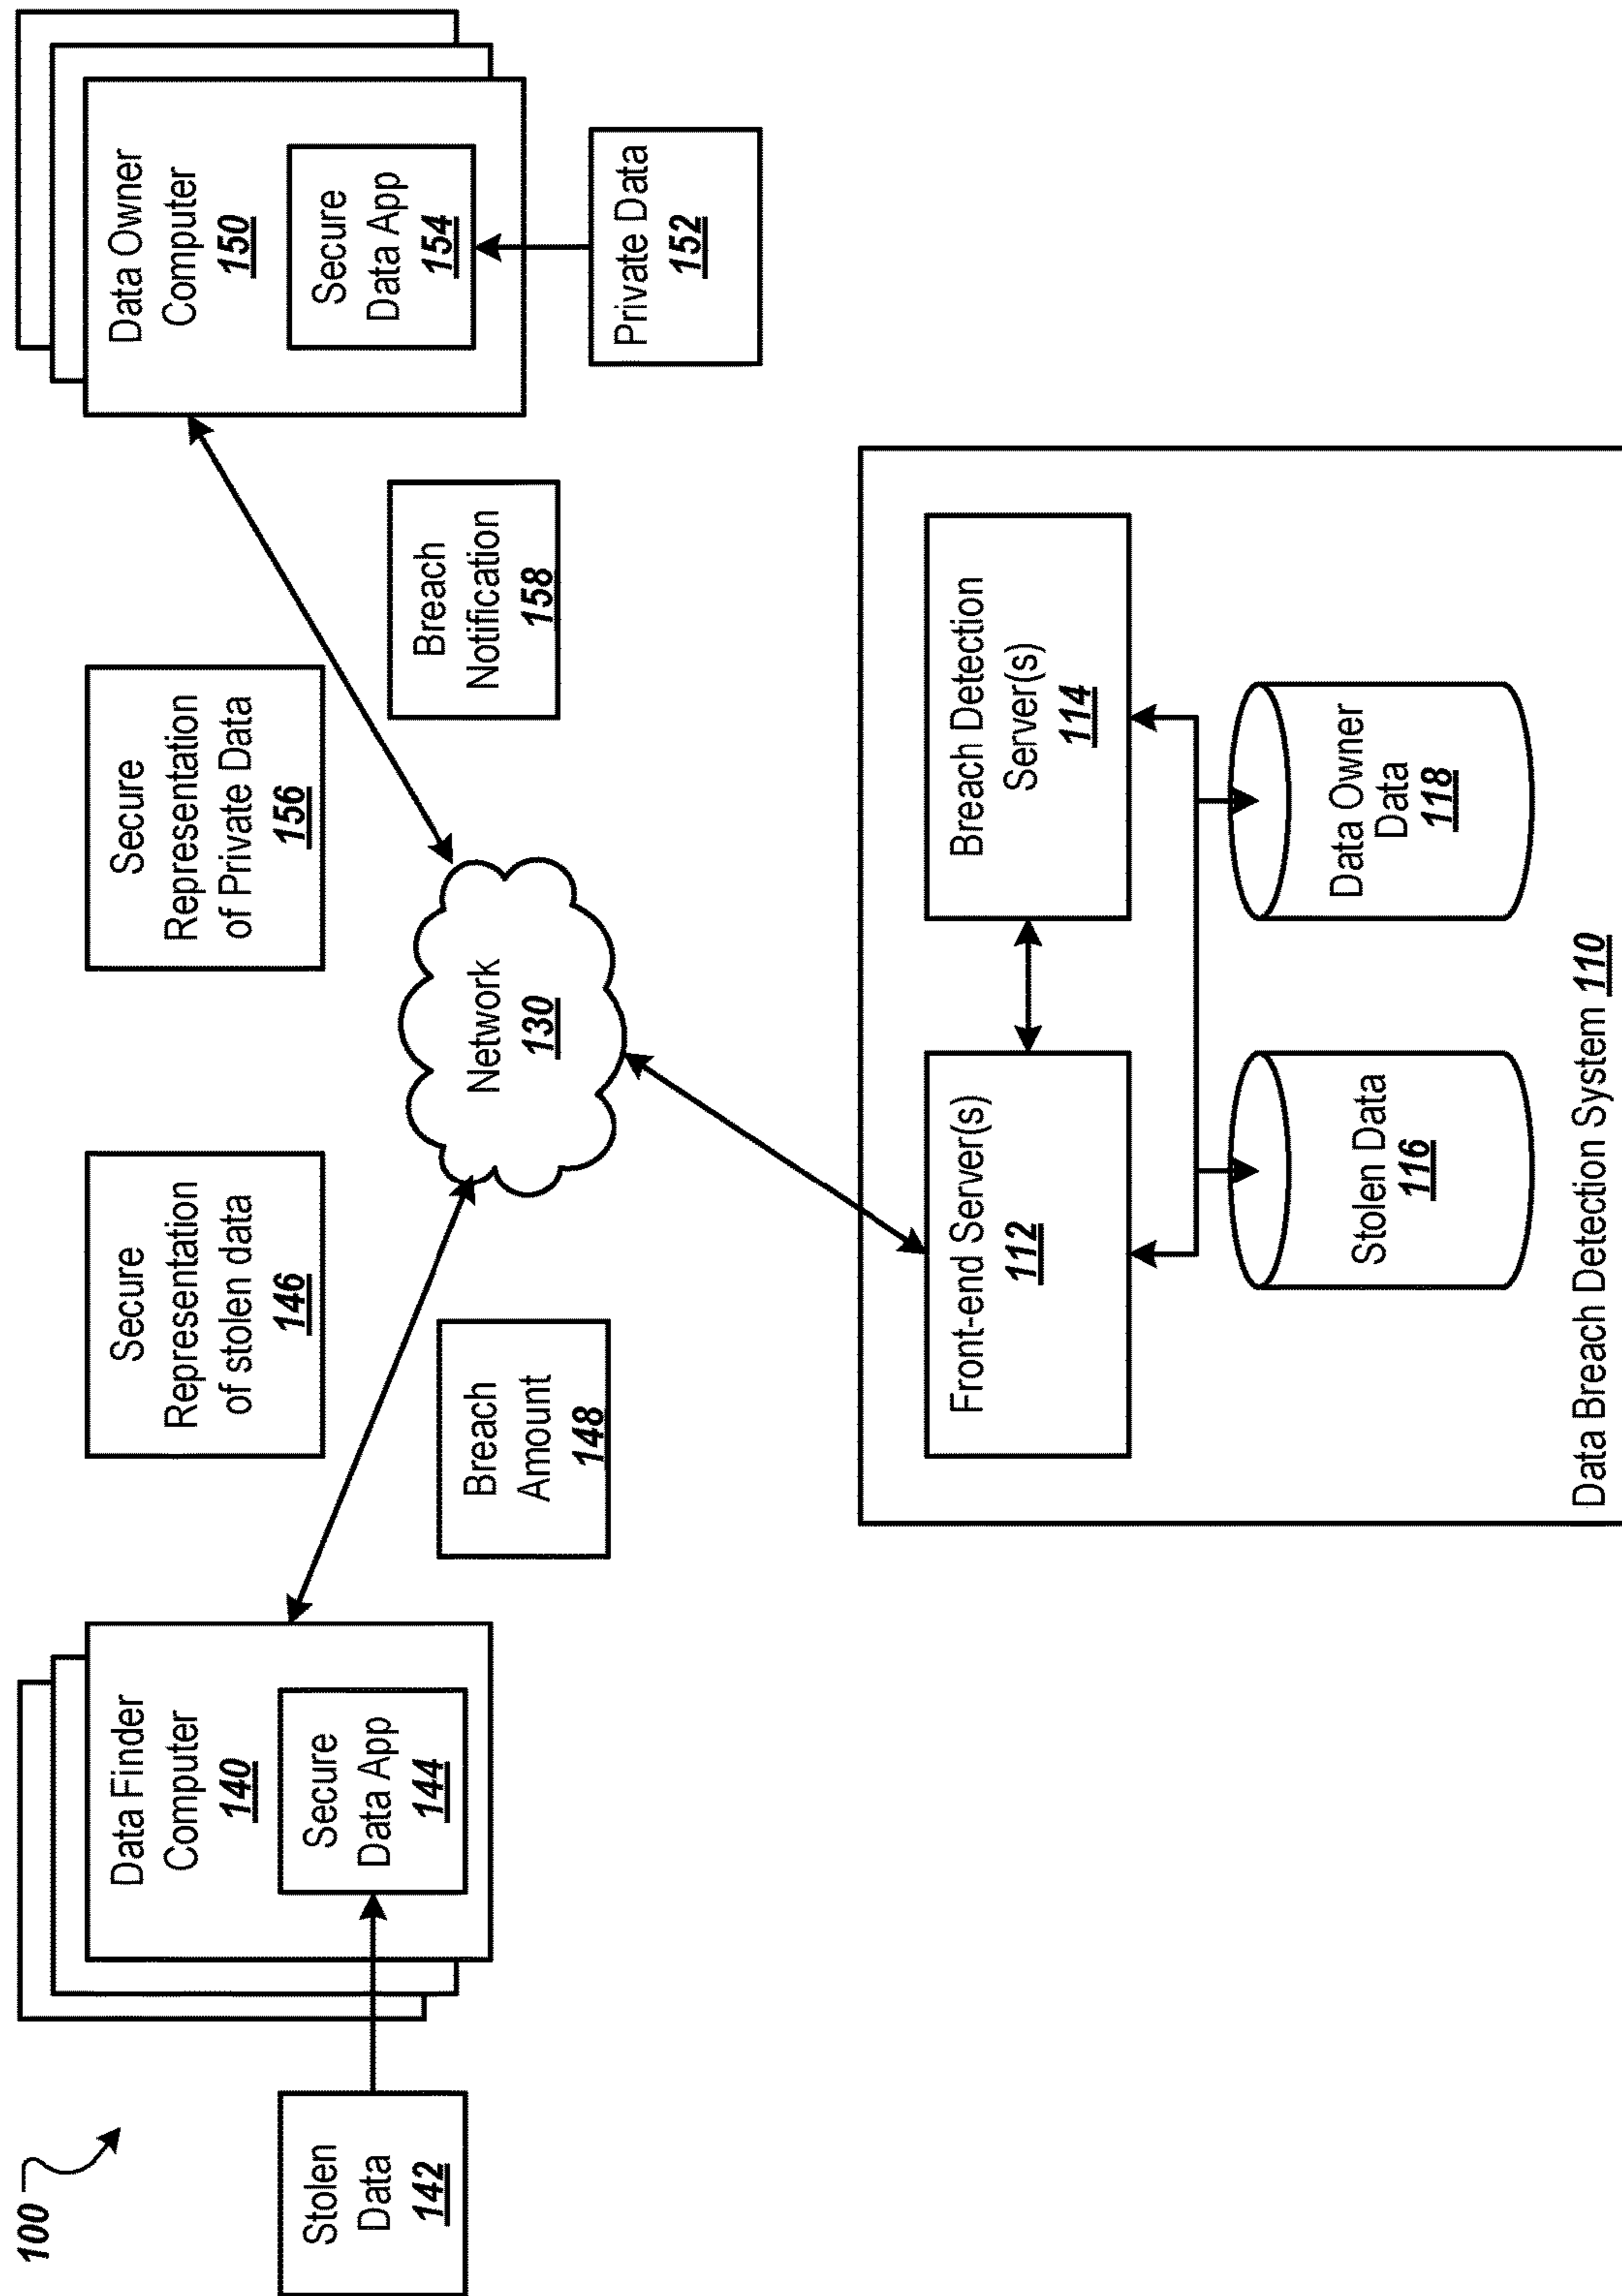 100
Stolen
Data
142
Data Finder
Computer
140
Secure
Data App
144
Secure
Representation
of stolen data
146
Breach
Amount
148
Network
130
Secure
Representation
of Private Data
156
Breach
Notification
158
Data Owner
Computer
150
Secure
Data App
154
Private Data
152
Front-end Server(s)
112
Breach Detection
Server(s)
114
Stolen Data
116
Data Owner
Data
118
Data Breach Detection System 110